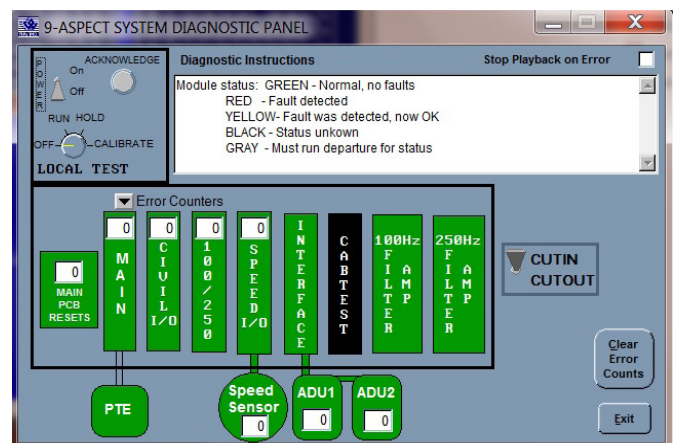 9-ASPECT SYSTEM DIAGNOSTIC PANEL
POWER
On
Off
ACKNOWLEDGE
RUN HOLD
OFF
CALIBRATE
LOCAL TEST
Diagnostic Instructions
Stop Playback on Error
Module status: GREEN - Normal, no faults
RED - Fault detected
YELLOW- Fault was detected, now OK
BLACK - Status unkown
GRAY - Must run departure for status
Error Counters
0
MAIN
PCB
RESETS
0
MAIN
0
CIVIL
I/O
0
100/250
0
SPEED
I/O
INTERFACE
CABTEST
100Hz
FILTER
AMP
250Hz
FILTER
AMP
CUTIN
CUTOUT
PTE
Speed
Sensor
0
ADU1
0
ADU2
0
Clear
Error
Counts
Exit